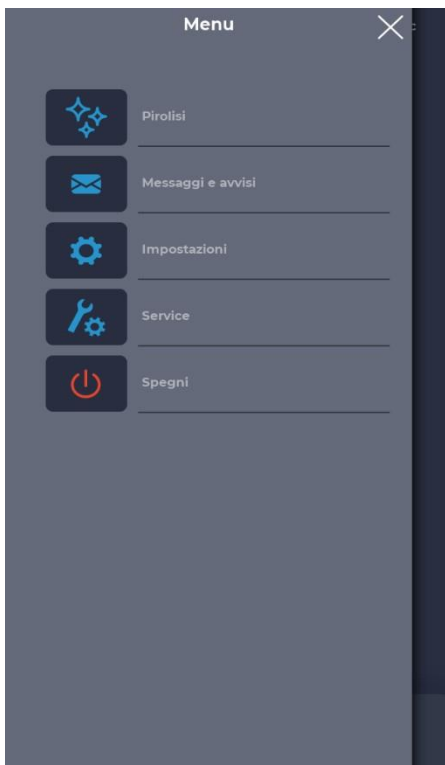 Menu
Pirolisi
Messaggi e avvisi
Impostazioni
Service
Spegni